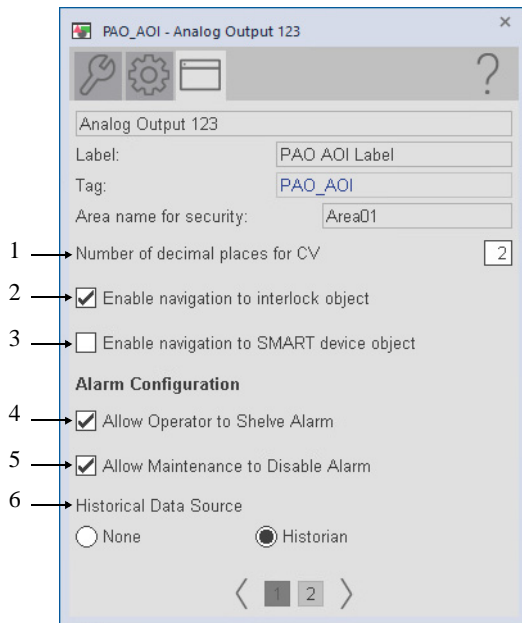 PAO_AOI - Analog Output 123
×
?
Analog Output 123
Label: PAO AOI Label
Tag: PAO_AOI
Area name for security: Area01
1 Number of decimal places for CV 2
2 Enable navigation to interlock object
3 Enable navigation to SMART device object
Alarm Configuration
4 Allow Operator to Shelve Alarm
5 Allow Maintenance to Disable Alarm
6 Historical Data Source
None Historian
1 2